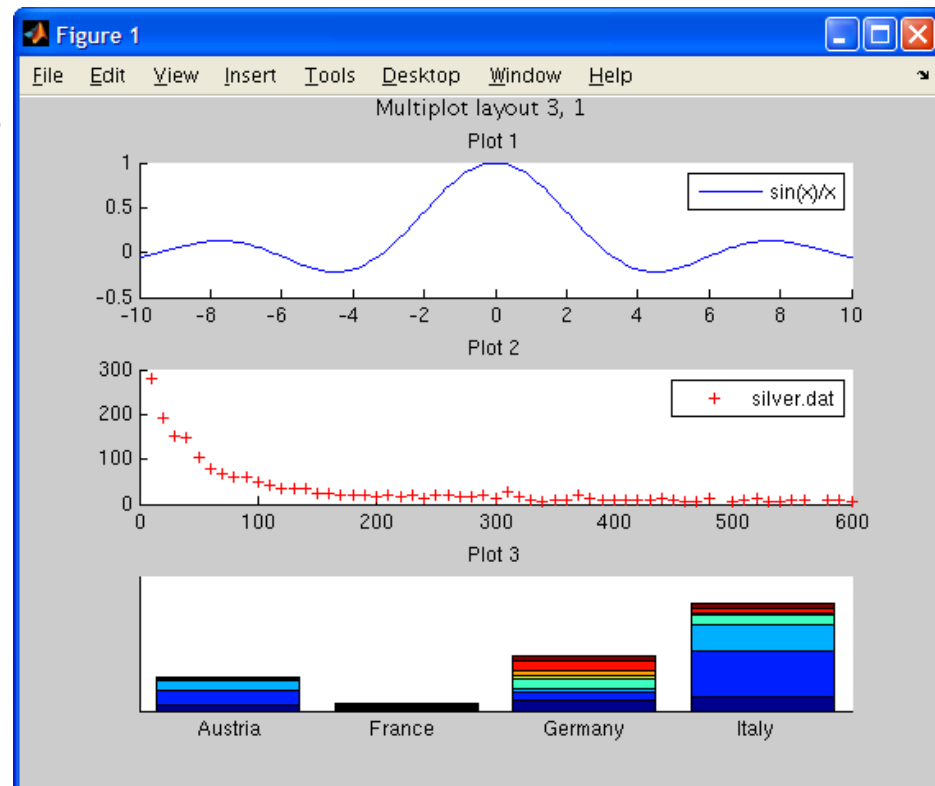 Figure 1
File Edit View Insert Tools Desktop Window Help
Multiplot layout 3, 1
Plot 1
1
0.5
0
-0.5
sin(x)/x
-10 -8 -6 -4 -2 0 2 4 6 8 10
Plot 2
300
200
100
0
silver.dat
0 100 200 300 400 500 600
Plot 3
Austria France Germany Italy